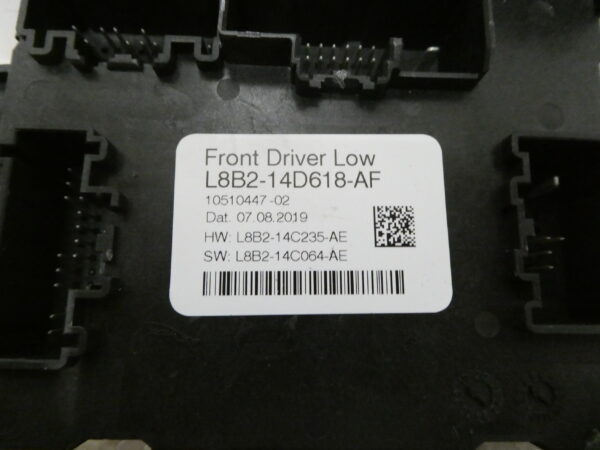 Front Driver Low
L8B2-14D618-AF
10510447 -02
Dat. 07.08.2019
HW: L8B2-14C235-AE
SW: L8B2-14C064-AE